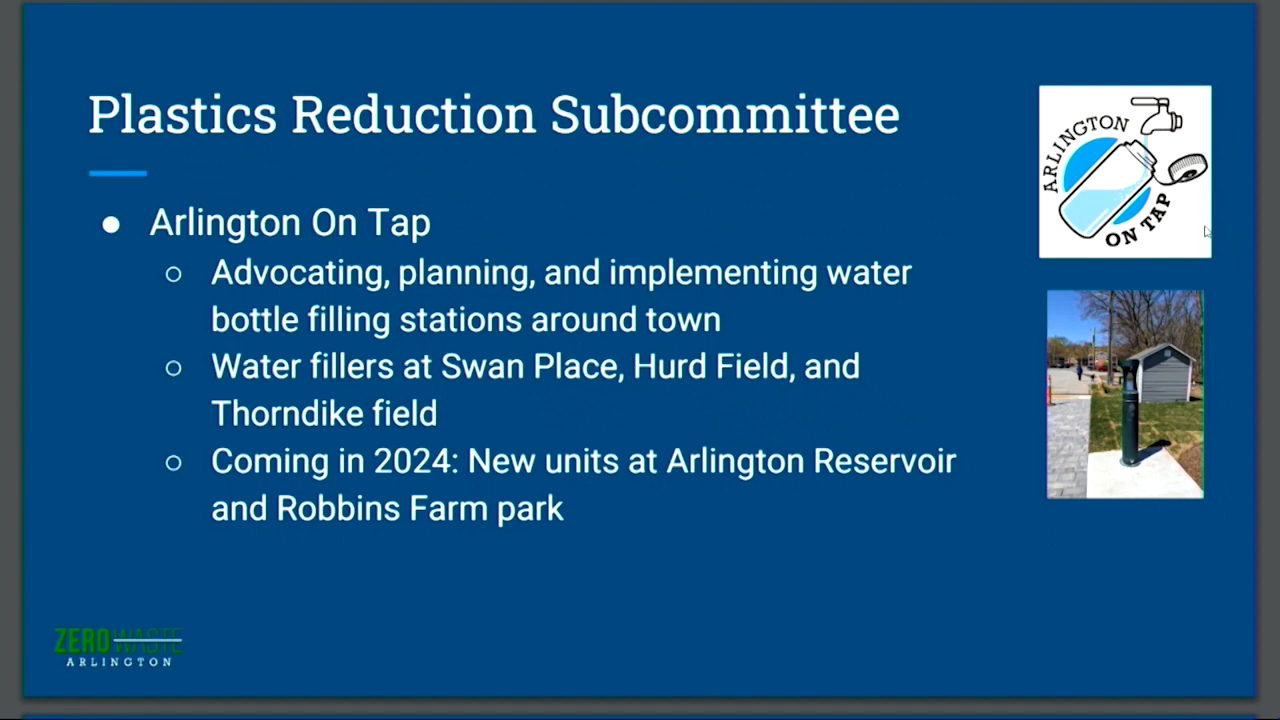 Plastics Reduction Subcommittee
● Arlington On Tap
○ Advocating, planning, and implementing water
bottle filling stations around town
○ Water fillers at Swan Place, Hurd Field, and
Thorndike field
○ Coming in 2024: New units at Arlington Reservoir
and Robbins Farm park
ARLINGTON
ON TAP
ZERO WASTE
ARLINGTON